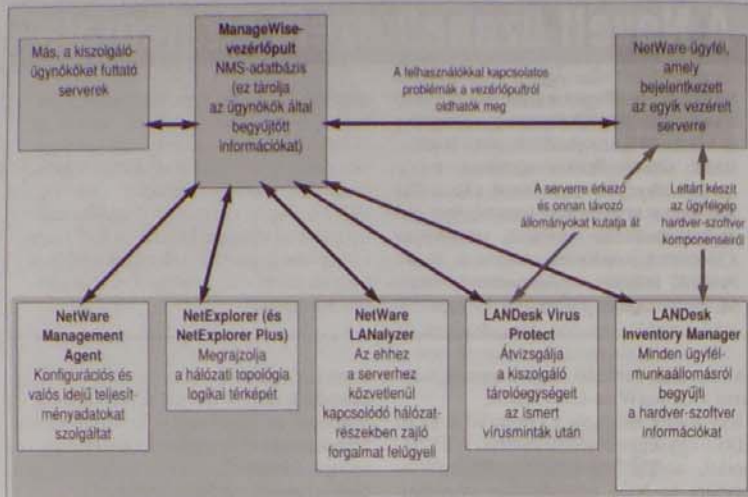 Más, a kiszolgáló-
ügynököket futtató
serverek
ManageWise-
vezérlőpult
NMS-adatbázis
(ez tárolja
az ügynökök által
begyűjtött
információkat)
A felhasználókkal kapcsolatos
problémák a vezérlőpultról
oldhatók meg
NetWare-ügyfél,
amely
bejelentkezett
az egyik vezérelt
serverre
A serverre érkező
és onnan távozó
állományokat kutatja át
Leltárt készít
az ügyfélgép
hardver-szoftver
komponenseiről
NetWare
Management
Agent
Konfigurációs és
valós idejű teljesít-
ményadatokat
szolgáltat
NetExplorer (és
NetExplorer Plus)
Megrajzolja
a hálózati topológia
logikai térképét
NetWare
LANalyzer
Az ehhez
a serverhez
közvetlenül
kapcsolódó hálózat-
részekben zajló
forgalmat felügyeli
LANDesk Virus
Protect
Átvizsgálja
a kiszolgáló
tárolóegységeit
az ismert
vírusminták után
LANDesk
Inventory Manager
Minden ügyfél-
munkaállomásról
begyűjti
a hardver-szoftver
információkat